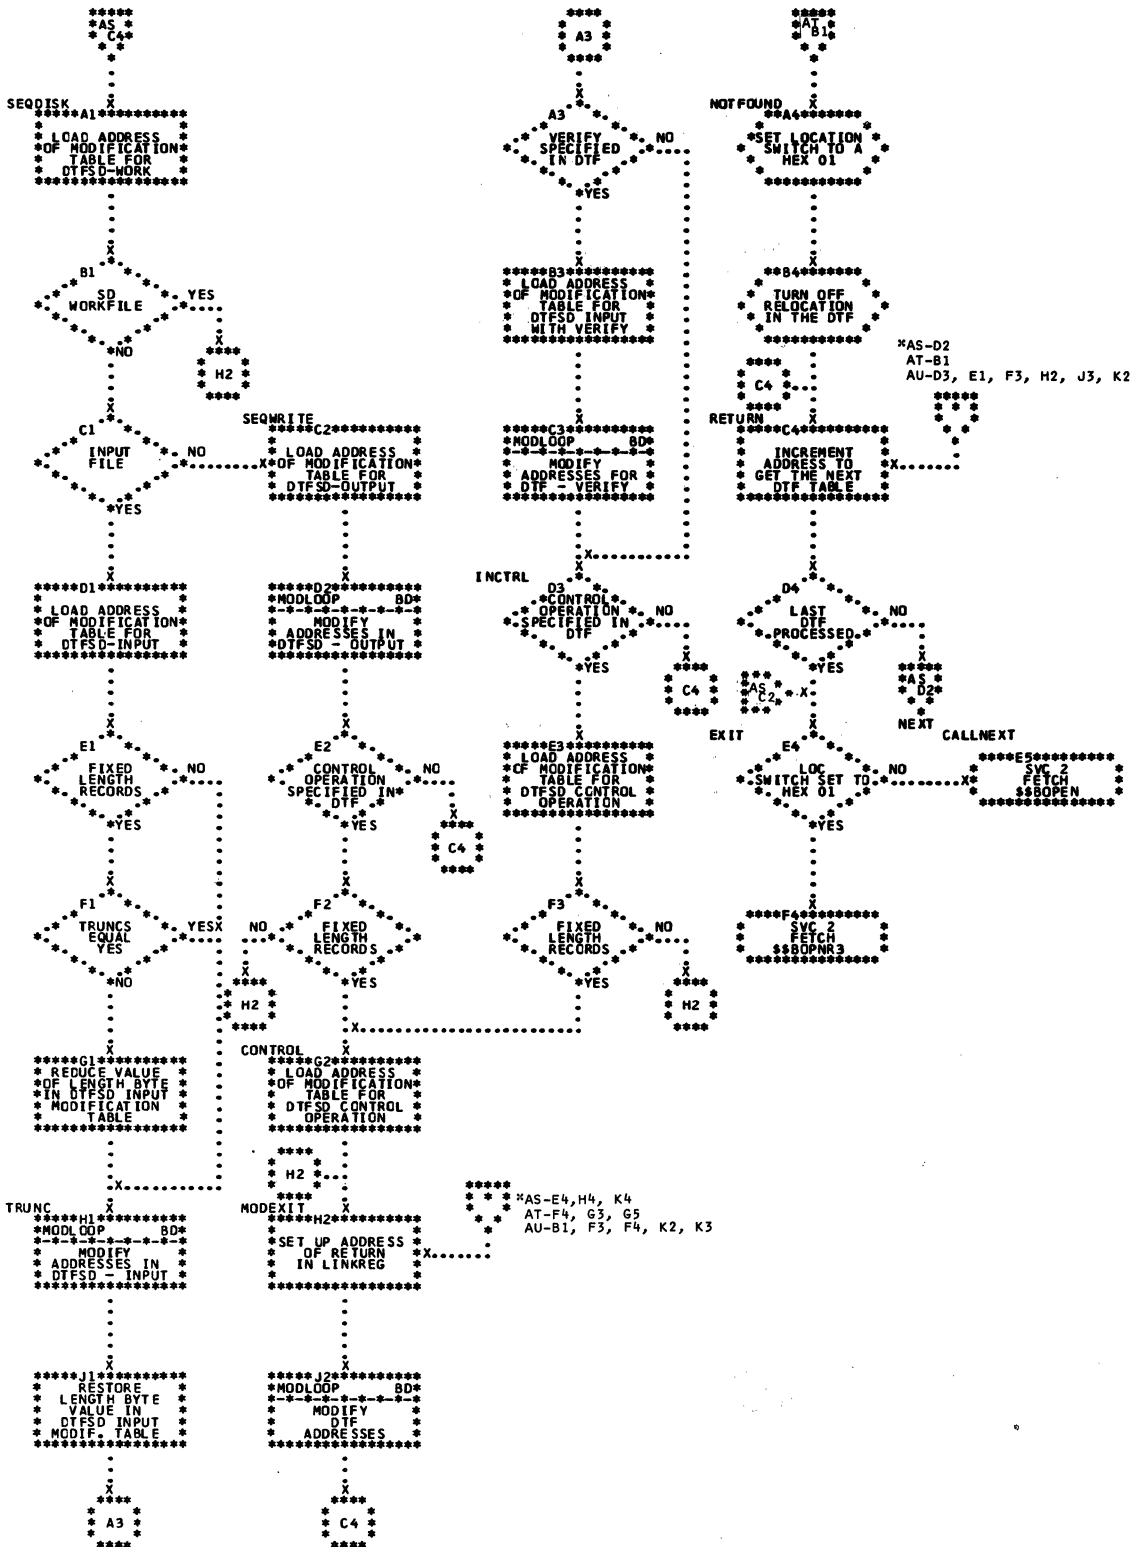 AS
C4
SEQDISK
A1
LOAD ADDRESS
OF MODIFICATION
TABLE FOR
DTFSD-WORK
B1
SD
WORKFILE
YES
NO
H2
C1
INPUT
FILE
NO
YES
D1
LOAD ADDRESS
OF MODIFICATION
TABLE FOR
DTFSD-INPUT
E1
FIXED
LENGTH
RECORDS
NO
YES
F1
TRUNCS
EQUAL
YES
YES
NO
G1
REDUCE VALUE
OF LENGTH BYTE
IN DTFSD INPUT
MODIFICATION
TABLE
TRUNC
H1
MODLOOP BD
MODIFY
ADDRESSES IN
DTFSD - INPUT
J1
RESTORE
LENGTH BYTE
VALUE IN
DTFSD INPUT
MODIF. TABLE
A3
SEQWRITE
C2
LOAD ADDRESS
OF MODIFICATION
TABLE FOR
DTFSD-OUTPUT
D2
MODLOOP BD
MODIFY
ADDRESSES IN
DTFSD - OUTPUT
E2
CONTROL
OPERATION
SPECIFIED IN
DTF
NO
YES
C4
F2
FIXED
LENGTH
RECORDS
NO
YES
H2
CONTROL
G2
LOAD ADDRESS
OF MODIFICATION
TABLE FOR
DTFSD CONTROL
OPERATION
H2
MODEXIT
H2
SET UP ADDRESS
OF RETURN
IN LINKREG
*AS-E4,H4, K4
AT-F4, G3, G5
AU-B1, F3, F4, K2, K3
J2
MODLOOP BD
MODIFY
DTF
ADDRESSES
C4
A3
A3
VERIFY
SPECIFIED
IN DTF
NO
YES
B3
LOAD ADDRESS
OF MODIFICATION
TABLE FOR
DTFSD INPUT
WITH VERIFY
C3
MODLOOP BD
MODIFY
ADDRESSES FOR
DTF - VERIFY
INCTRL
D3
CONTROL
OPERATION
SPECIFIED IN
DTF
NO
YES
C4
E3
LOAD ADDRESS
OF MODIFICATION
TABLE FOR
DTFSD CONTROL
OPERATION
F3
FIXED
LENGTH
RECORDS
NO
YES
H2
AT
B1
NOTFOUND
A4
SET LOCATION
SWITCH TO A
HEX 01
B4
TURN OFF
RELOCATION
IN THE DTF
C4
*AS-D2
AT-B1
AU-D3, E1, F3, H2, J3, K2
RETURN
C4
INCREMENT
ADDRESS TO
GET THE NEXT
DTF TABLE
D4
LAST
DTF
PROCESSED
NO
YES
AS
D2
NEXT
AS
C2
EXIT
E4
LOC
SWITCH SET TO
HEX 01
NO
YES
CALLNEXT
E5
SVC 2
FETCH
$$BOPEN
F4
SVC 2
FETCH
$$BOPNR3